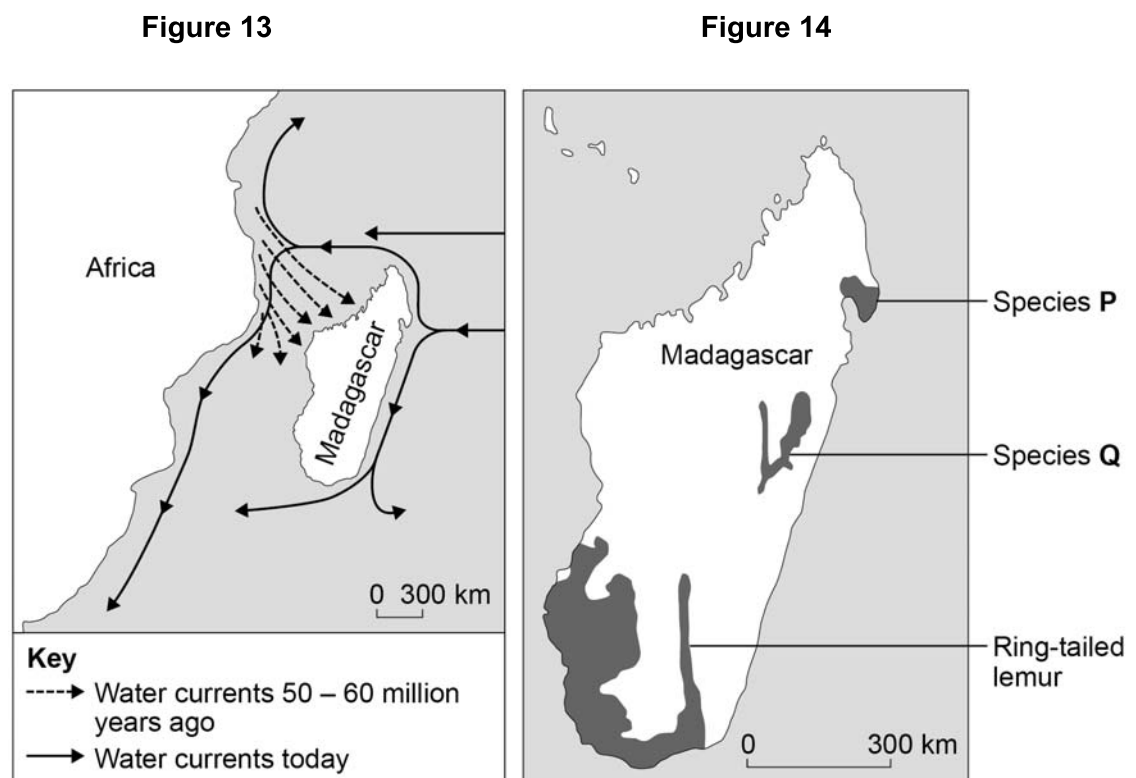 Figure 13
Figure 14
Africa
Madagascar
0 300 km
Key
Water currents 50 – 60 million
years ago
Water currents today
Madagascar
Species P
Species Q
Ring-tailed
lemur
0 300 km